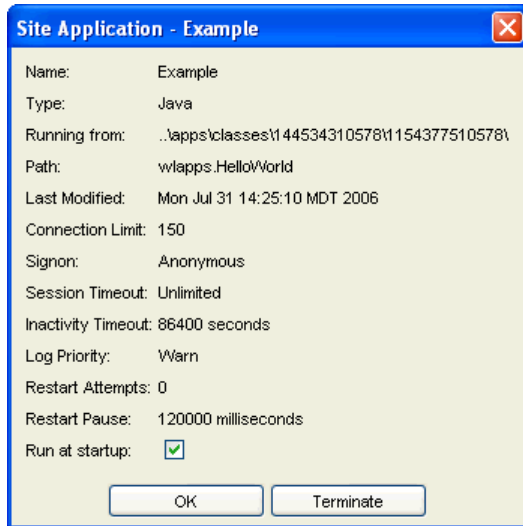 Site Application - Example
Name: Example
Type: Java
Running from: ..\apps\classes\144534310578\1154377510578\
Path: wlapps.HelloWorld
Last Modified: Mon Jul 31 14:25:10 MDT 2006
Connection Limit: 150
Signon: Anonymous
Session Timeout: Unlimited
Inactivity Timeout: 86400 seconds
Log Priority: Warn
Restart Attempts: 0
Restart Pause: 120000 milliseconds
Run at startup:
OK Terminate